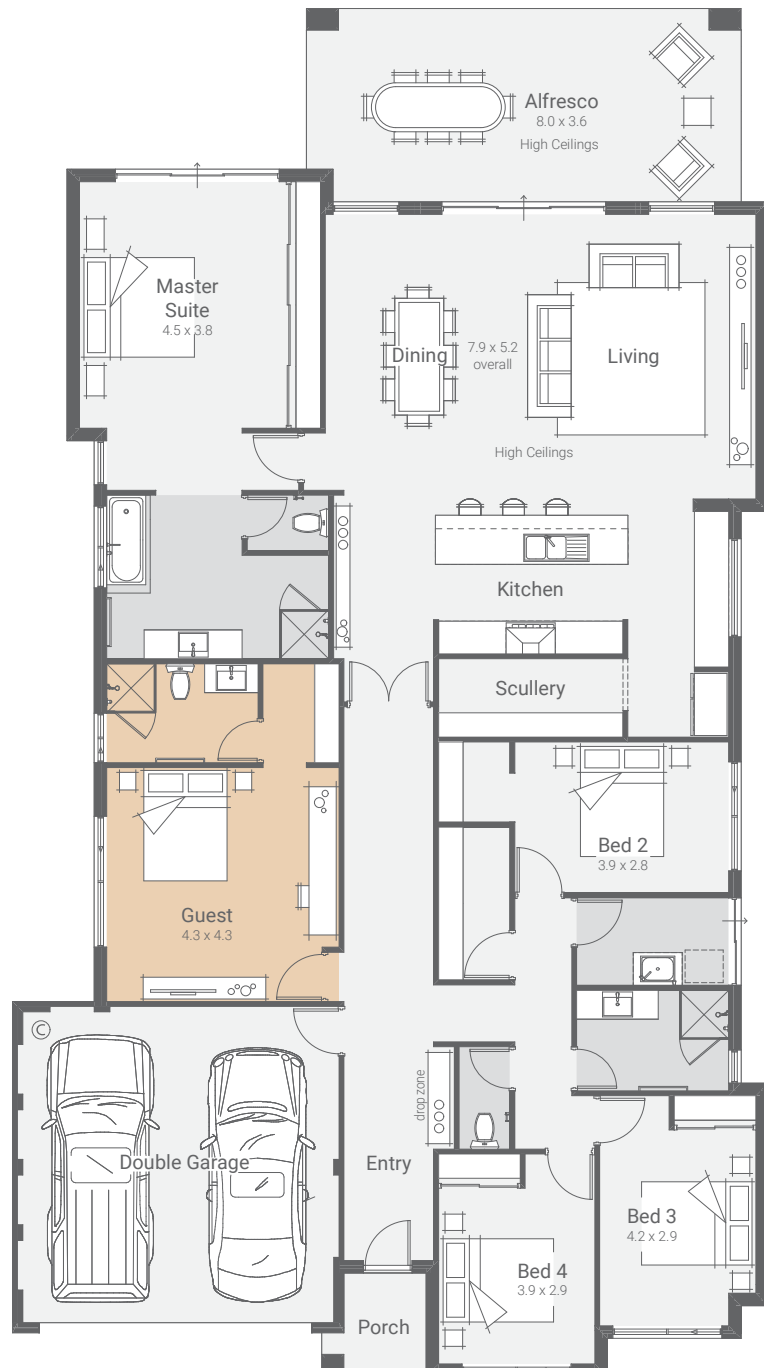 Alfresco
8.0 x 3.6
High Ceilings
Master
Suite
4.5 x 3.8
Dining
7.9 x 5.2
overall
Living
High Ceilings
Kitchen
Scullery
Bed 2
3.9 x 2.8
Guest
4.3 x 4.3
C
drop zone
Double Garage
Entry
Bed 3
4.2 x 2.9
Bed 4
3.9 x 2.9
Porch